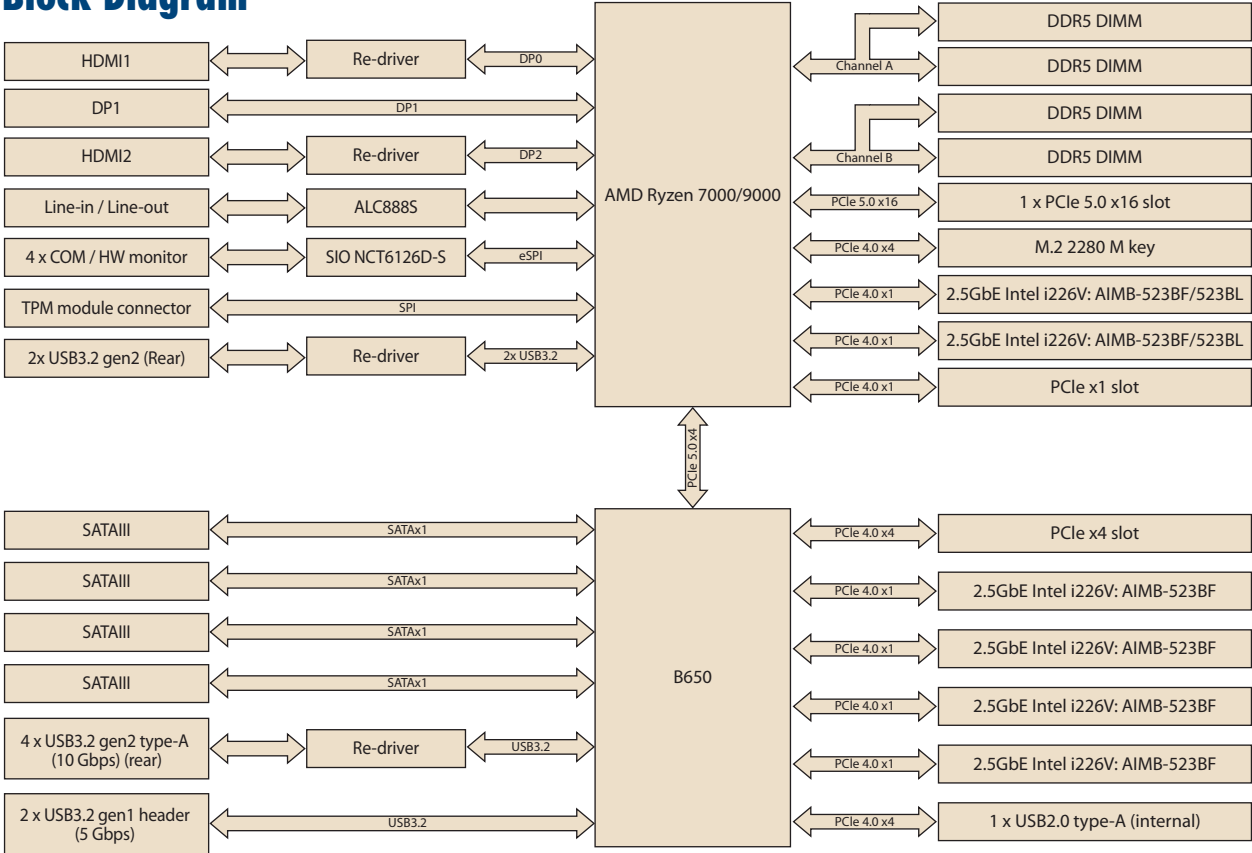 Block Diagram
HDMI1
Re-driver
DP0
DP1
DP1
HDMI2
Re-driver
DP2
Line-in / Line-out
ALC888S
4 x COM / HW monitor
SIO NCT6126D-S
eSPI
TPM module connector
SPI
2x USB3.2 gen2 (Rear)
Re-driver
2x USB3.2
AMD Ryzen 7000/9000
Channel A
DDR5 DIMM
DDR5 DIMM
Channel B
DDR5 DIMM
DDR5 DIMM
PCIe 5.0 x16
1 x PCIe 5.0 x16 slot
PCIe 4.0 x4
M.2 2280 M key
PCIe 4.0 x1
2.5GbE Intel i226V: AIMB-523BF/523BL
PCIe 4.0 x1
2.5GbE Intel i226V: AIMB-523BF/523BL
PCIe 4.0 x1
PCIe x1 slot
PCIe 5.0 x4
SATAIII
SATAx1
SATAIII
SATAx1
SATAIII
SATAx1
SATAIII
SATAx1
4 x USB3.2 gen2 type-A
(10 Gbps) (rear)
Re-driver
USB3.2
2 x USB3.2 gen1 header
(5 Gbps)
USB3.2
B650
PCIe 4.0 x4
PCIe x4 slot
PCIe 4.0 x1
2.5GbE Intel i226V: AIMB-523BF
PCIe 4.0 x1
2.5GbE Intel i226V: AIMB-523BF
PCIe 4.0 x1
2.5GbE Intel i226V: AIMB-523BF
PCIe 4.0 x1
2.5GbE Intel i226V: AIMB-523BF
PCIe 4.0 x4
1 x USB2.0 type-A (internal)